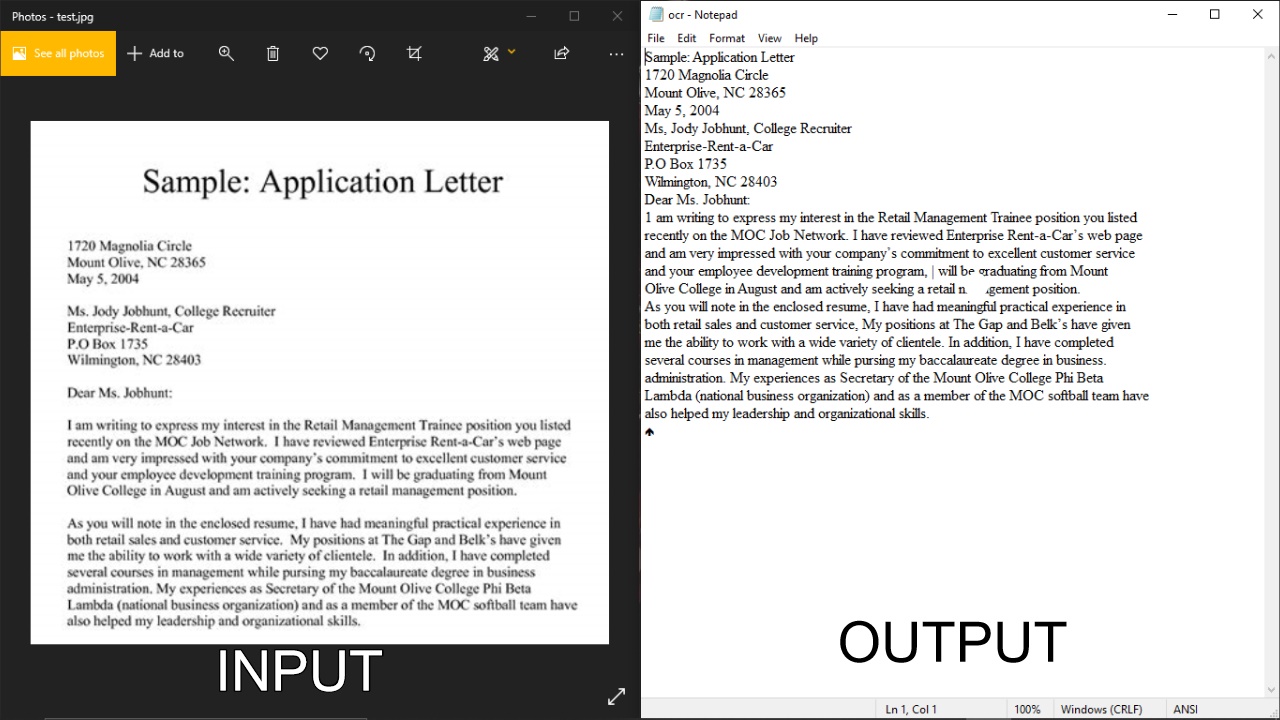 Photos - test.jpg
See all photos
Add to
Sample: Application Letter
1720 Magnolia Circle
Mount Olive, NC 28365
May 5, 2004
Ms. Jody Jobhunt, College Recruiter
Enterprise-Rent-a-Car
P.O Box 1735
Wilmington, NC 28403
Dear Ms. Jobhunt:
I am writing to express my interest in the Retail Management Trainee position you listed
recently on the MOC Job Network. I have reviewed Enterprise Rent-a-Car's web page
and am very impressed with your company's commitment to excellent customer service
and your employee development training program. I will be graduating from Mount
Olive College in August and am actively seeking a retail management position.
As you will note in the enclosed resume, I have had meaningful practical experience in
both retail sales and customer service. My positions at The Gap and Belk's have given
me the ability to work with a wide variety of clientele. In addition, I have completed
several courses in management while pursing my baccalaureate degree in business
administration. My experiences as Secretary of the Mount Olive College Phi Beta
Lambda (national business organization) and as a member of the MOC softball team have
also helped my leadership and organizational skills.
INPUT
ocr - Notepad
File Edit Format View Help
Sample: Application Letter
1720 Magnolia Circle
Mount Olive, NC 28365
May 5, 2004
Ms, Jody Jobhunt, College Recruiter
Enterprise-Rent-a-Car
P.O Box 1735
Wilmington, NC 28403
Dear Ms. Jobhunt:
1 am writing to express my interest in the Retail Management Trainee position you listed
recently on the MOC Job Network. I have reviewed Enterprise Rent-a-Car's web page
and am very impressed with your company's commitment to excellent customer service
and your employee development training program, | will be graduating from Mount
Olive College in August and am actively seeking a retail n gement position.
As you will note in the enclosed resume, I have had meaningful practical experience in
both retail sales and customer service, My positions at The Gap and Belk's have given
me the ability to work with a wide variety of clientele. In addition, I have completed
several courses in management while pursing my baccalaureate degree in business.
administration. My experiences as Secretary of the Mount Olive College Phi Beta
Lambda (national business organization) and as a member of the MOC softball team have
also helped my leadership and organizational skills.
OUTPUT
Ln 1, Col 1 100% Windows (CRLF) ANSI